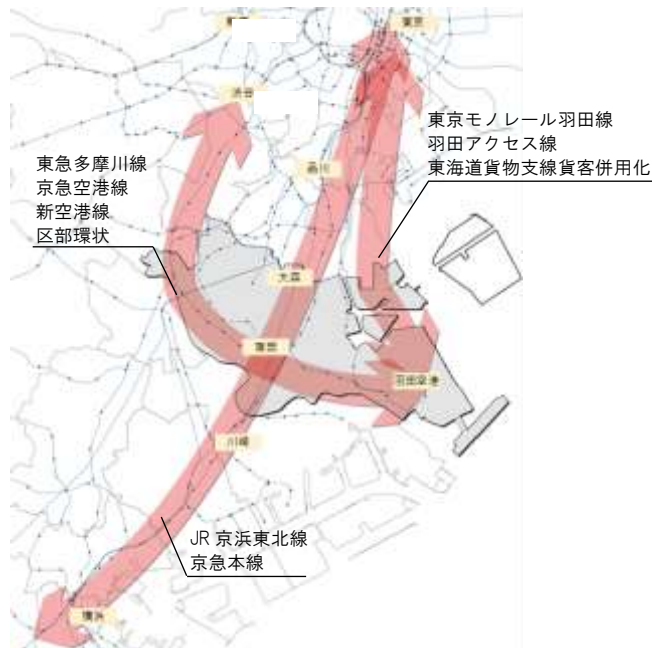 東京
渋谷
東京モノレール羽田線
羽田アクセス線
東海道貨物支線貨客併用化
品川
東急多摩川線
京急空港線
新空港線
区部環状
大森
蒲田
羽田空港
川崎
JR 京浜東北線
京急本線
横浜